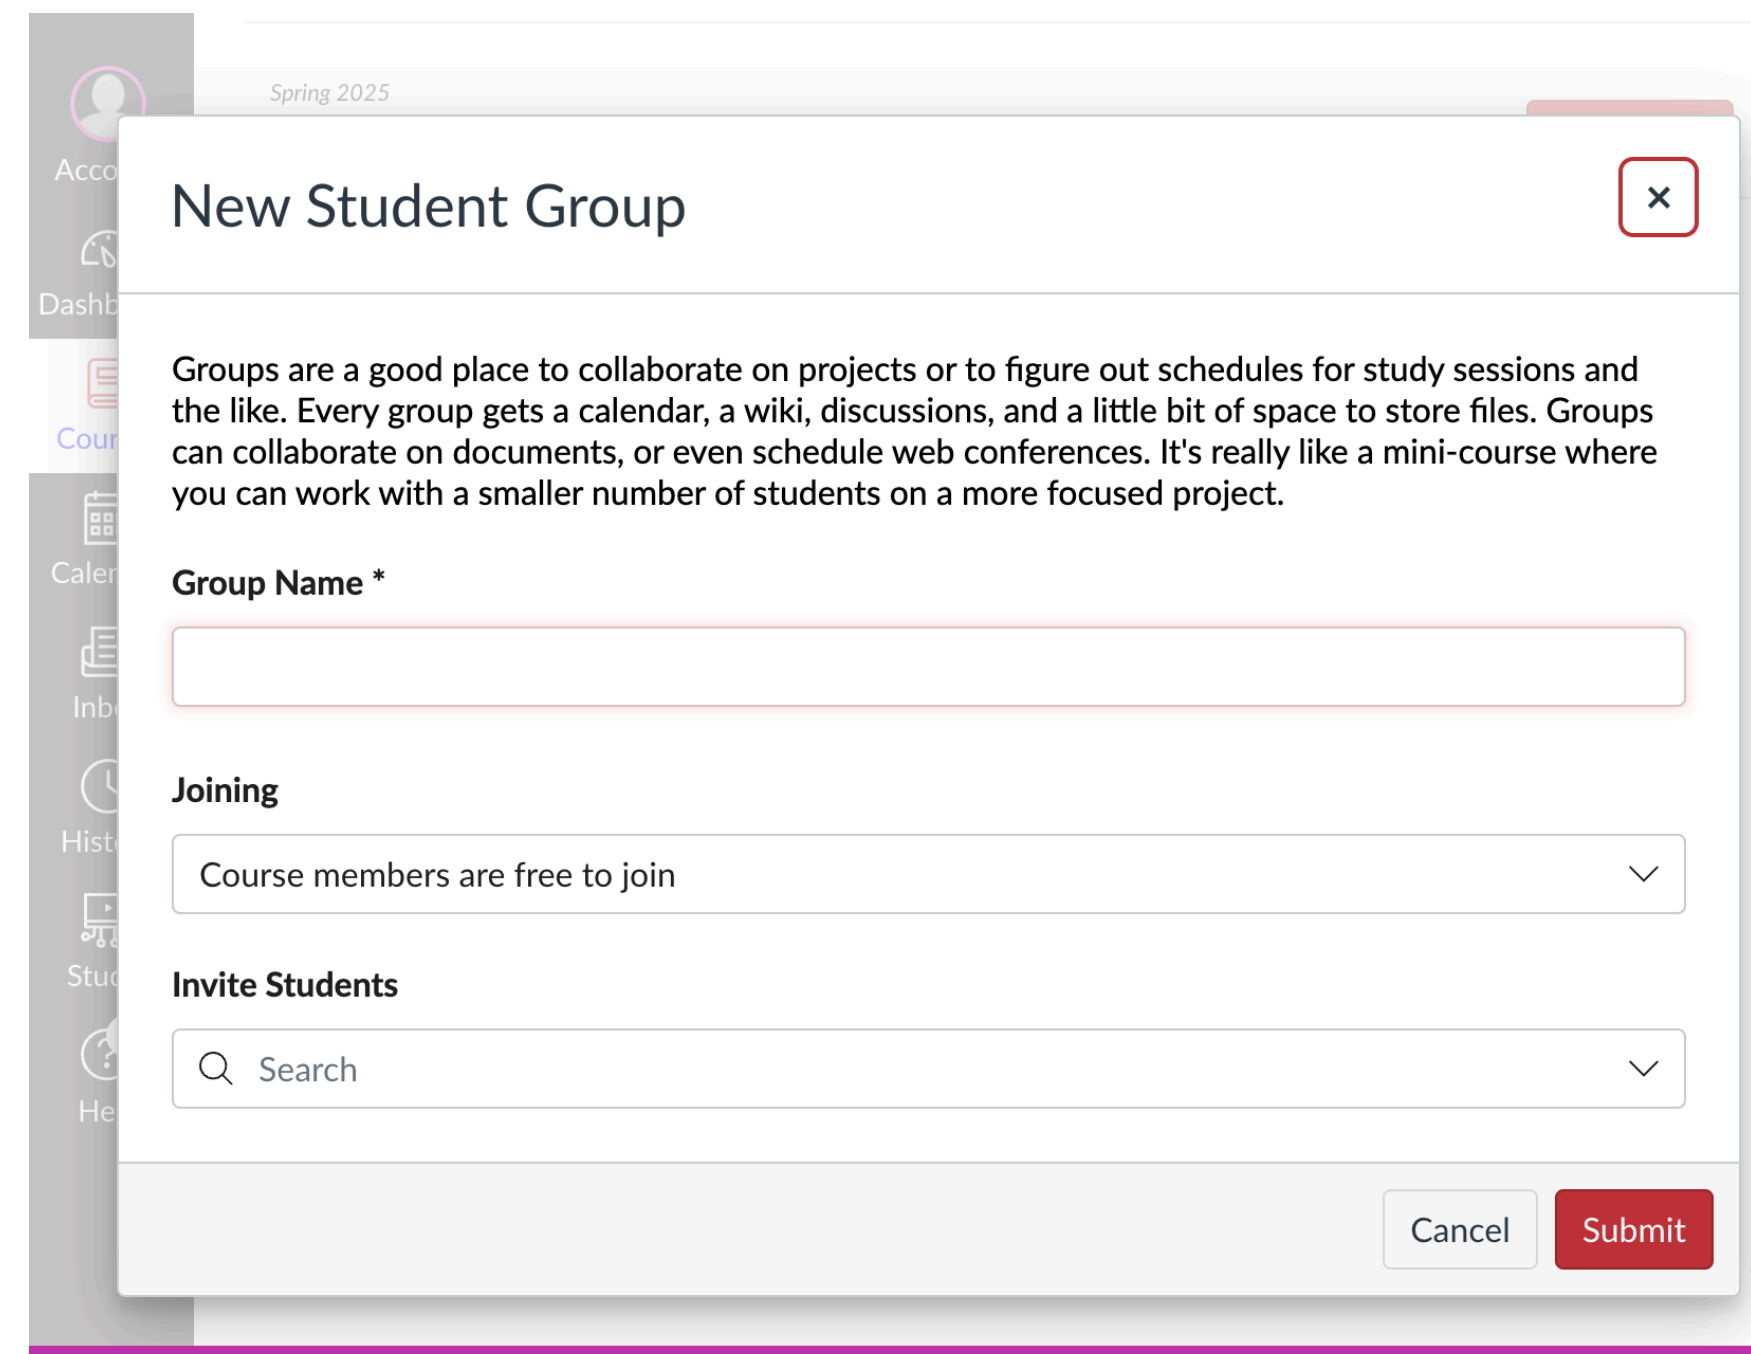 Spring 2025
New Student Group
Groups are a good place to collaborate on projects or to figure out schedules for study sessions and
the like. Every group gets a calendar, a wiki, discussions, and a little bit of space to store files. Groups
can collaborate on documents, or even schedule web conferences. It's really like a mini-course where
you can work with a smaller number of students on a more focused project.
Group Name *
Joining
Course members are free to join
Invite Students
Search
Cancel
Submit